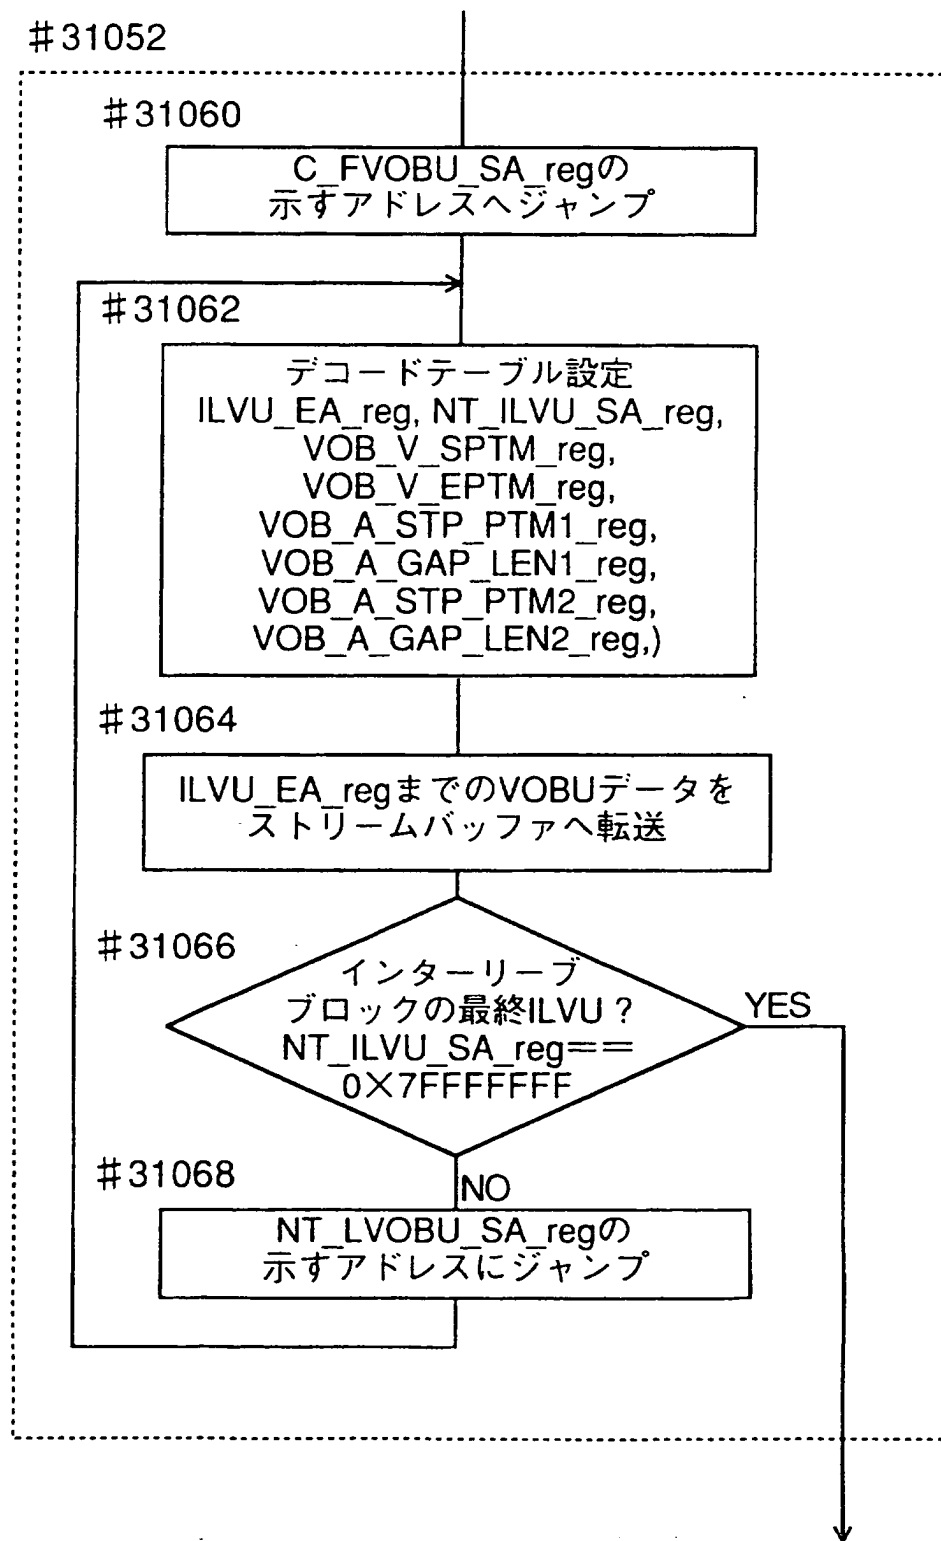 #31052
#31060
C_FVOBU_SA_regの
示すアドレスへジャンプ
#31062
デコードテーブル設定
ILVU_EA_reg, NT_ILVU_SA_reg,
VOB_V_SPTM_reg,
VOB_V_EPTM_reg,
VOB_A_STP_PTM1_reg,
VOB_A_GAP_LEN1_reg,
VOB_A_STP_PTM2_reg,
VOB_A_GAP_LEN2_reg,)
#31064
ILVU_EA_regまでのVOBUデータを
ストリームバッファへ転送
#31066
インターリーブ
ブロックの最終ILVU?
NT_ILVU_SA_reg==
0×7FFFFFFF
YES
#31068
NO
NT_LVOBU_SA_regの
示すアドレスにジャンプ